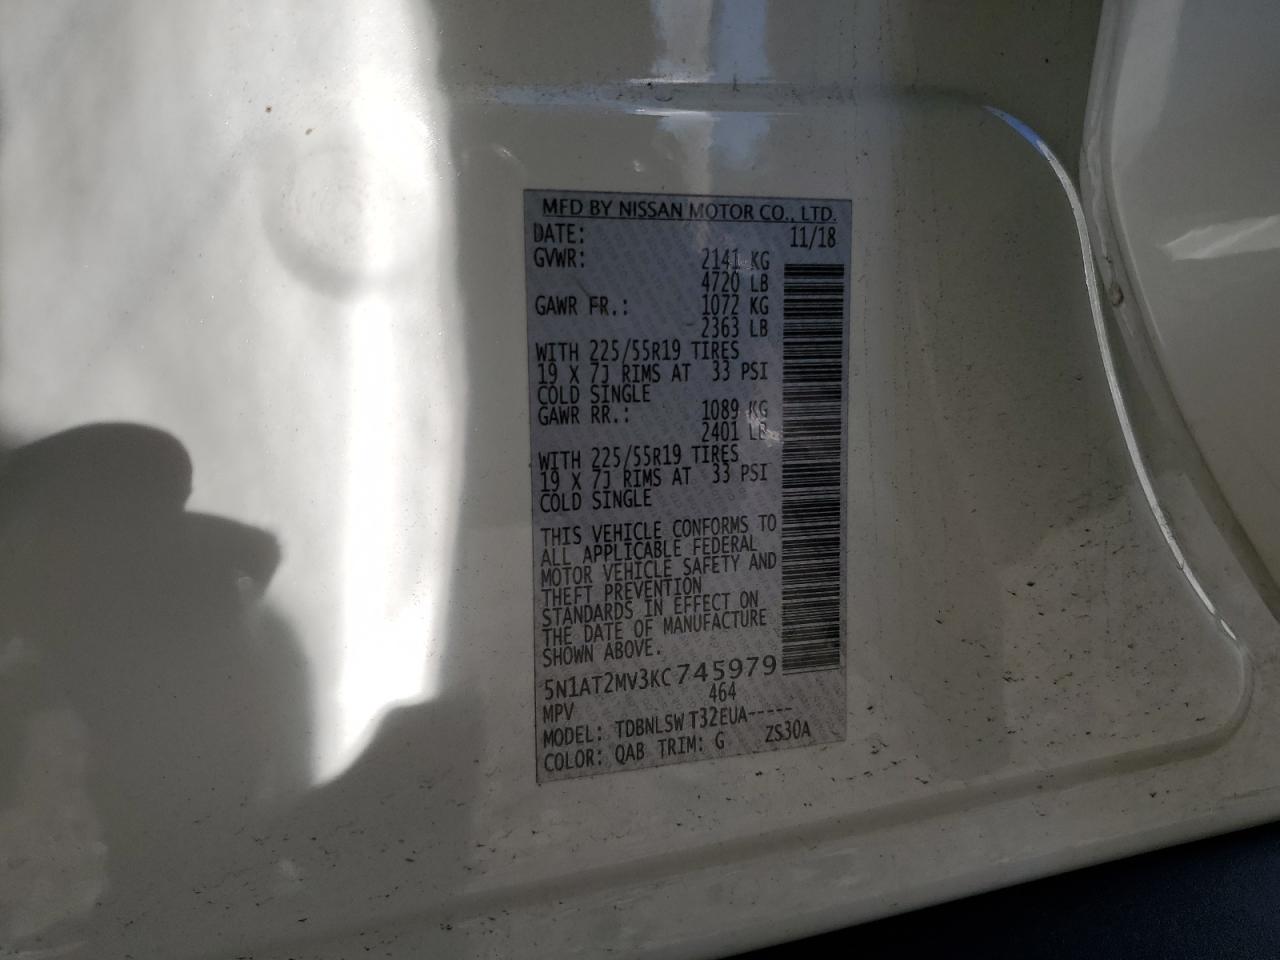 MFD BY NISSAN MOTOR CO., LTD.
DATE: 11/18
GVWR: 2141 KG
4720 LB
GAWR FR.: 1072 KG
2363 LB
WITH 225/55R19 TIRES
19 X 7J RIMS AT 33 PSI
COLD SINGLE
GAWR RR.: 1089 KG
2401 LB
WITH 225/55R19 TIRES
19 X 7J RIMS AT 33 PSI
COLD SINGLE
THIS VEHICLE CONFORMS TO
ALL APPLICABLE FEDERAL
MOTOR VEHICLE SAFETY AND
THEFT PREVENTION
STANDARDS IN EFFECT ON
THE DATE OF MANUFACTURE
SHOWN ABOVE.
5N1AT2MV3KC745979
MPV 464
MODEL: TDBNLSWT32EUA-----
COLOR: QAB TRIM: G ZS30A